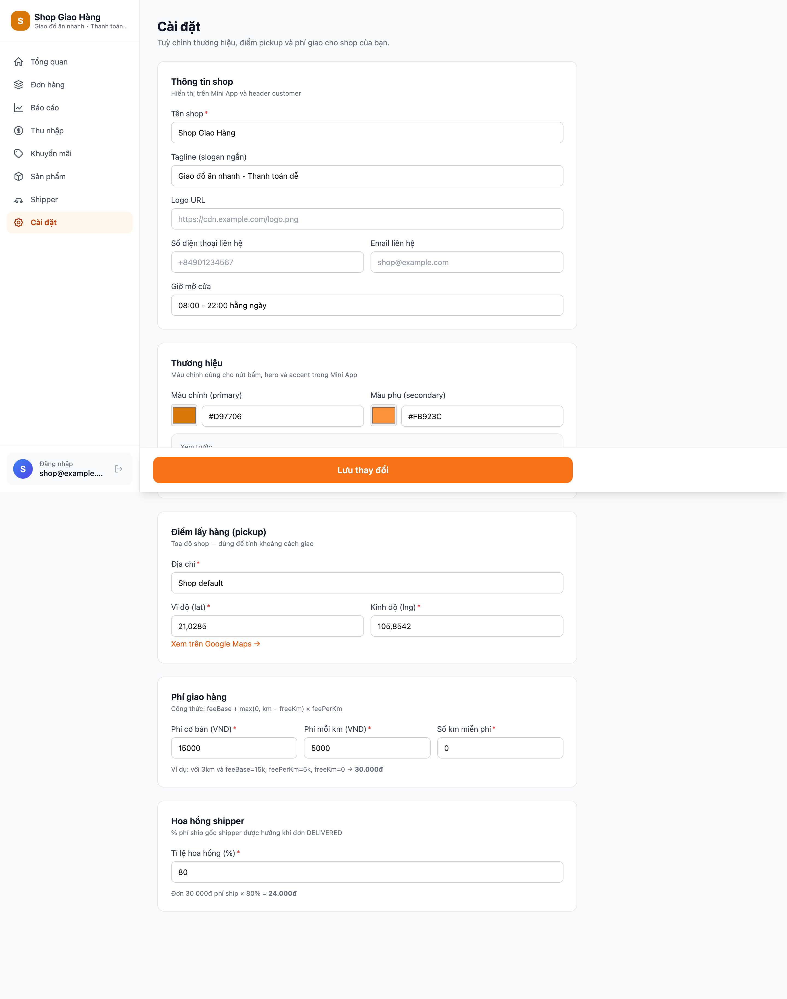 S
Shop Giao Hàng
Giao đồ ăn nhanh • Thanh toán...
Tổng quan
Đơn hàng
Báo cáo
Thu nhập
Khuyến mãi
Sản phẩm
Shipper
Cài đặt
S
Đăng nhập
shop@example....
Cài đặt
Tuỳ chỉnh thương hiệu, điểm pickup và phí giao cho shop của bạn.
Thông tin shop
Hiển thị trên Mini App và header customer
Tên shop *
Shop Giao Hàng
Tagline (slogan ngắn)
Giao đồ ăn nhanh • Thanh toán dễ
Logo URL
https://cdn.example.com/logo.png
Số điện thoại liên hệ
+84901234567
Email liên hệ
shop@example.com
Giờ mở cửa
08:00 - 22:00 hằng ngày
Thương hiệu
Màu chính dùng cho nút bấm, hero và accent trong Mini App
Màu chính (primary)
#D97706
Màu phụ (secondary)
#FB923C
Xem trước
Lưu thay đổi
Điểm lấy hàng (pickup)
Toạ độ shop — dùng để tính khoảng cách giao
Địa chỉ *
Shop default
Vĩ độ (lat) *
21,0285
Kinh độ (lng) *
105,8542
Xem trên Google Maps →
Phí giao hàng
Công thức: feeBase + max(0, km − freeKm) × feePerKm
Phí cơ bản (VND) *
15000
Phí mỗi km (VND) *
5000
Số km miễn phí *
0
Ví dụ: với 3km và feeBase=15k, feePerKm=5k, freeKm=0 → 30.000đ
Hoa hồng shipper
% phí ship gốc shipper được hưởng khi đơn DELIVERED
Tỉ lệ hoa hồng (%) *
80
Đơn 30 000đ phí ship × 80% = 24.000đ